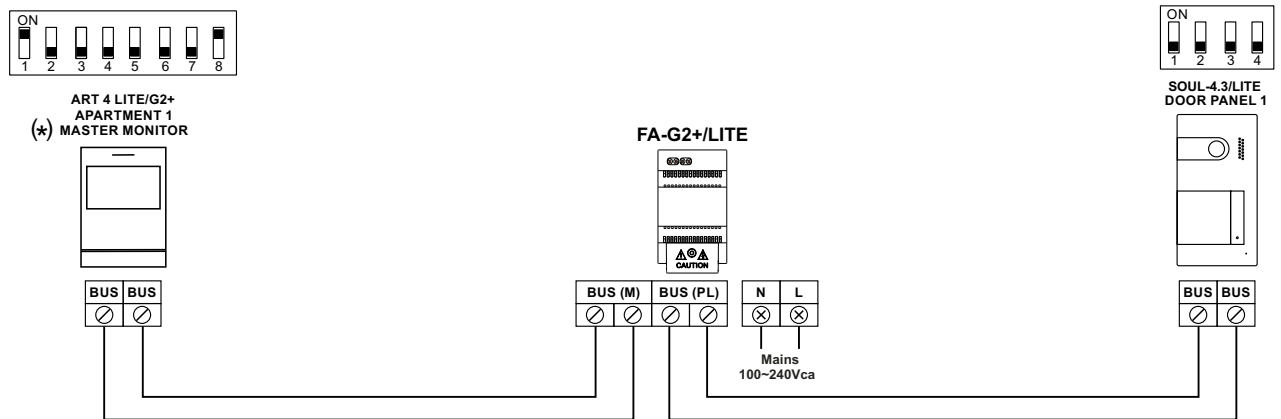 ON
1 2 3 4 5 6 7 8
ART 4 LITE/G2+
APARTMENT 1
(*) MASTER MONITOR
BUS BUS
FA-G2+/LITE
CAUTION
BUS (M) BUS (PL) N L
Mains
100~240Vca
ON
1 2 3 4
SOUL-4.3/LITE
DOOR PANEL 1
BUS BUS